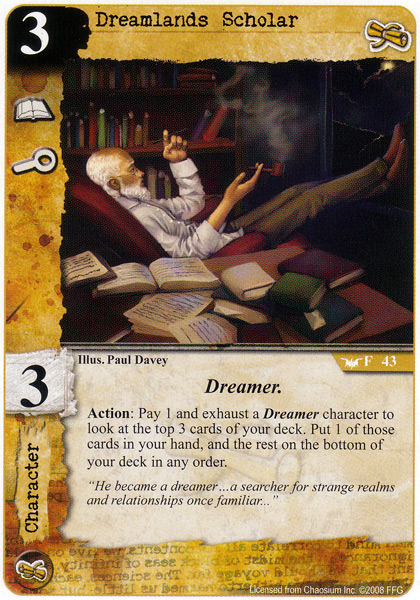 3
Dreamlands Scholar
Illus. Paul Davey
F 43
3
Character
Dreamer.
Action: Pay 1 and exhaust a Dreamer character to
look at the top 3 cards of your deck. Put 1 of those
cards in your hand, and the rest on the bottom of
your deck in any order.
“He became a dreamer…a searcher for strange realms
and relationships once familiar...”
Licensed from Chaosium Inc. ©2008 FFG